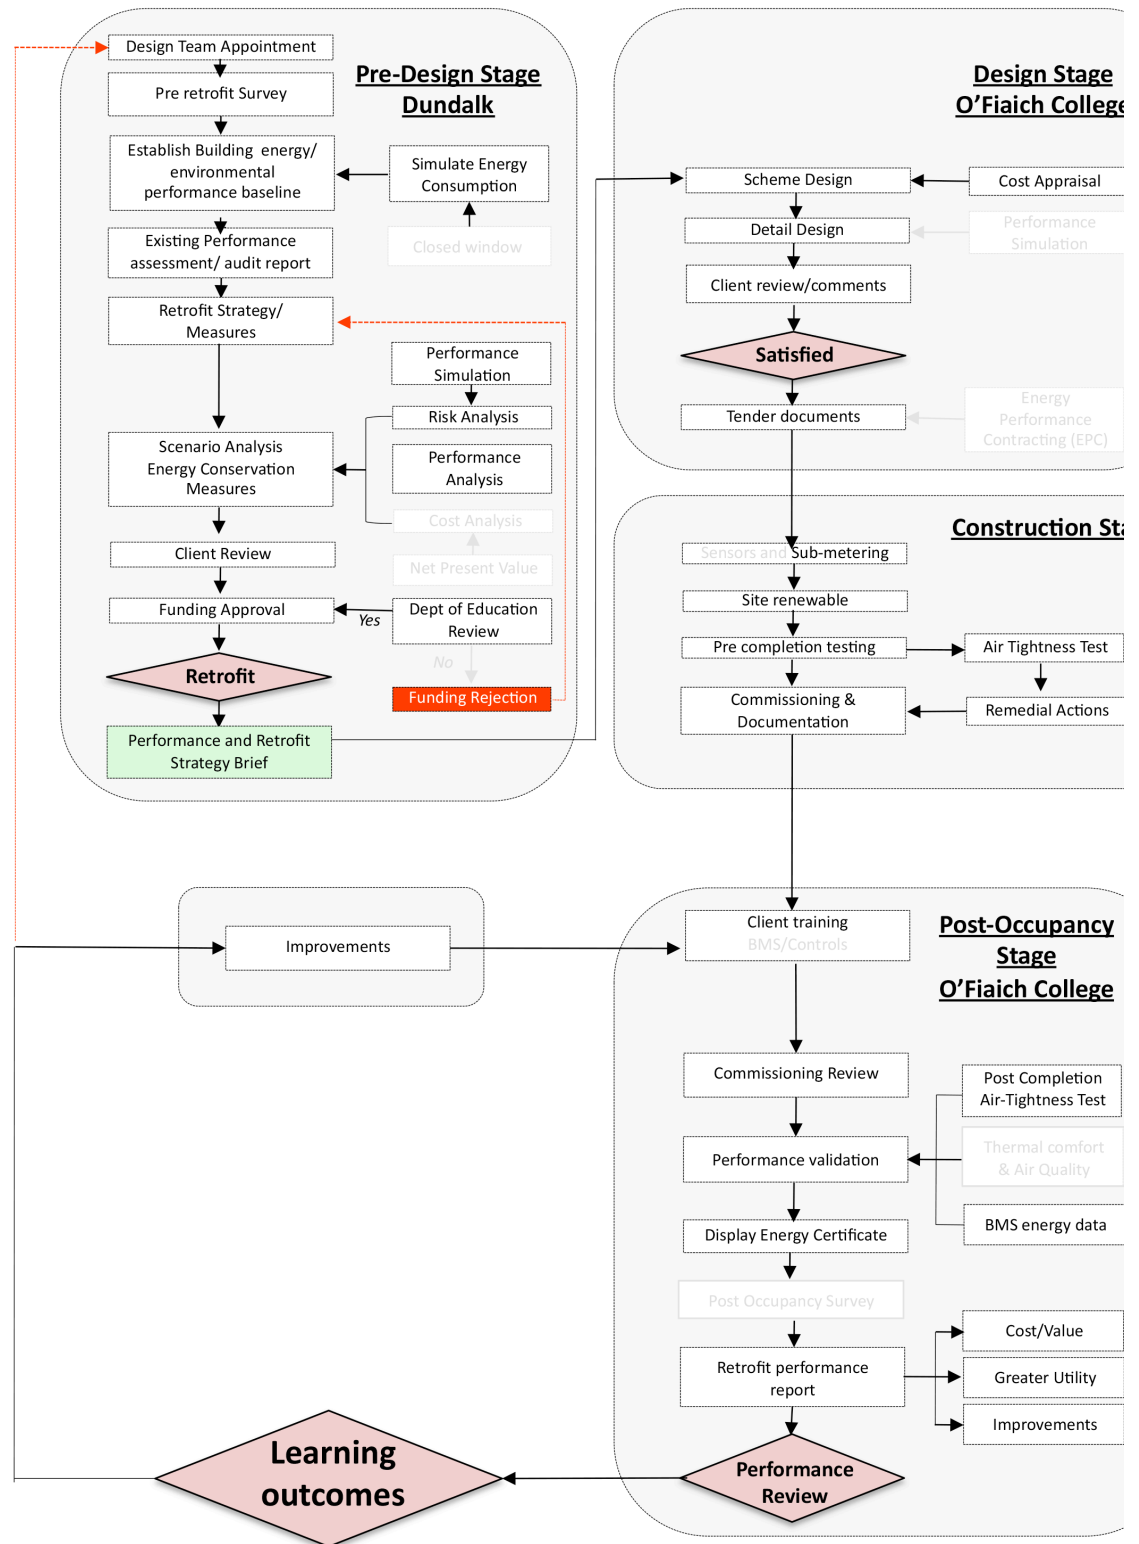 Design Team Appointment
Pre-Design Stage
Dundalk
Pre retrofit Survey
Establish Building energy/
environmental
performance baseline
Simulate Energy
Consumption
Closed window
Existing Performance
assessment/ audit report
Retrofit Strategy/
Measures
Performance
Simulation
Risk Analysis
Scenario Analysis
Energy Conservation
Measures
Performance
Analysis
Cost Analysis
Net Present Value
Client Review
Funding Approval
Yes
Dept of Education
Review
No
Retrofit
Funding Rejection
Performance and Retrofit
Strategy Brief
Design Stage
O'Fiaich College
Scheme Design
Cost Appraisal
Detail Design
Performance
Simulation
Client review/comments
Satisfied
Tender documents
Energy
Performance
Contracting (EPC)
Construction Sta
Sensors and Sub-metering
Site renewable
Pre completion testing
Air Tightness Test
Commissioning &
Documentation
Remedial Actions
Improvements
Client training
BMS/Controls
Post-Occupancy
Stage
O'Fiaich College
Commissioning Review
Post Completion
Air-Tightness Test
Performance validation
Thermal comfort
& Air Quality
Display Energy Certificate
BMS energy data
Post Occupancy Survey
Cost/Value
Retrofit performance
report
Greater Utility
Improvements
Performance
Review
Learning
outcomes